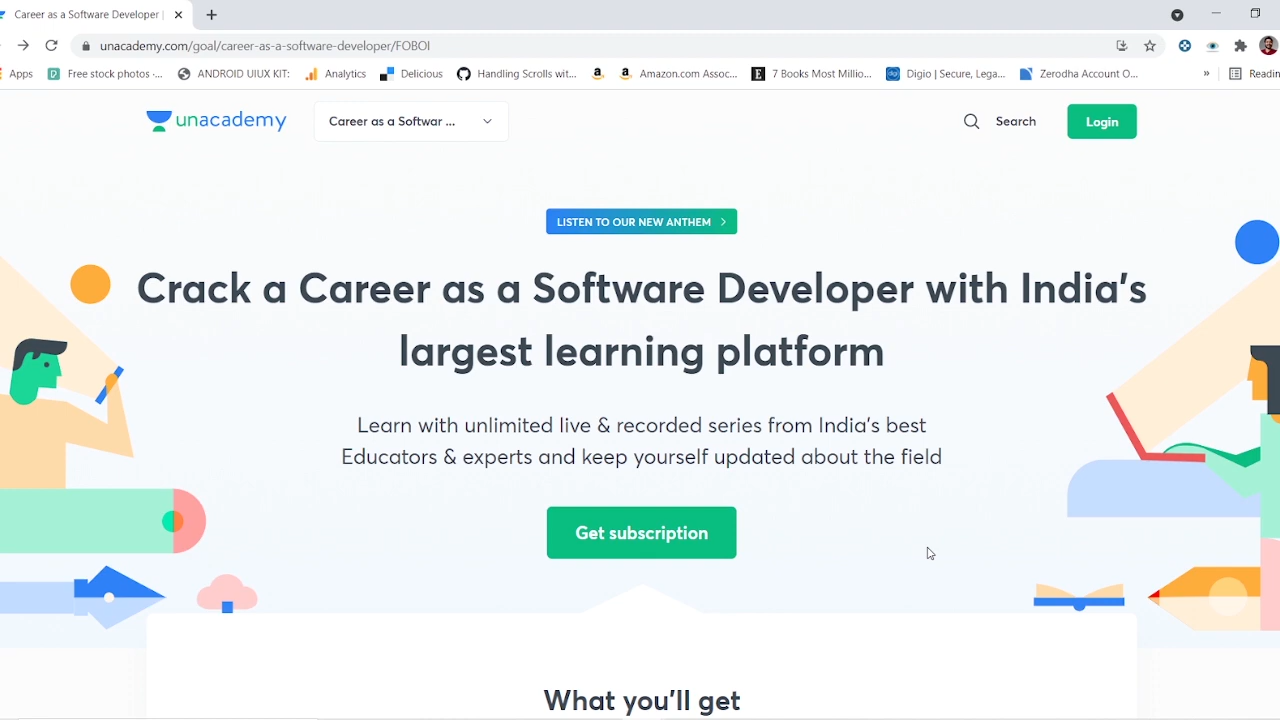 Career as a Software Developer |
unacademy.com/goal/career-as-a-software-developer/FOBOI
Apps
Free stock photos -...
ANDROID UIUX KIT:
Analytics
Delicious
Handling Scrolls wit...
Amazon.com Assoc...
7 Books Most Millio...
Digio | Secure, Lega...
Zerodha Account O...
»
Readin
unacademy
Career as a Softwar ...
Search
Login
LISTEN TO OUR NEW ANTHEM
Crack a Career as a Software Developer with India's
largest learning platform
Learn with unlimited live & recorded series from India's best
Educators & experts and keep yourself updated about the field
Get subscription
What you'll get